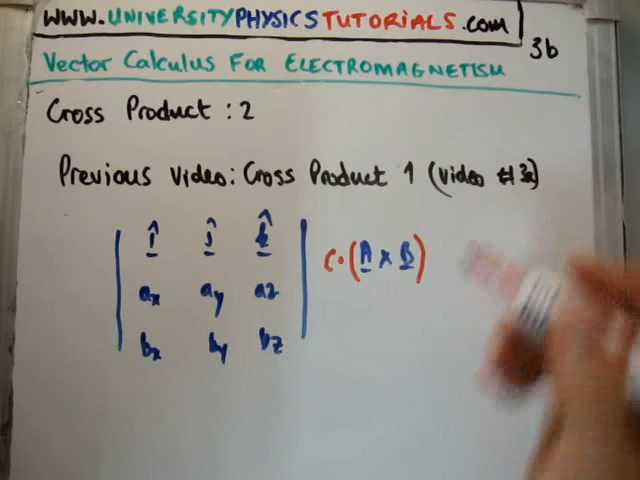 WWW.UNIVERSITYPHYSICSTUTORIALS.COM
3b
Vector Calculus FOR ELECTROMAGNETISM
Cross Product : 2
Previous Video: Cross Product 1 (Video #3a)
î ĵ k̂ C·(A × B)
ax ay az
bx by bz